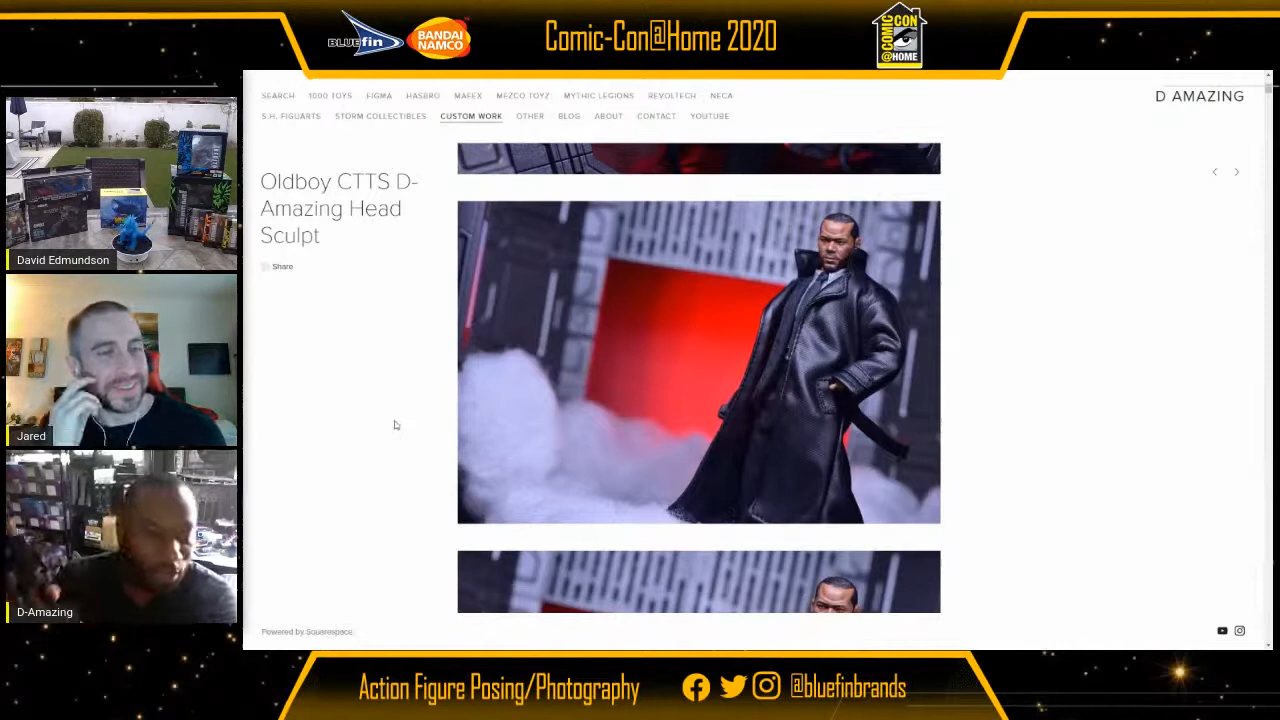 BLUEfin
BANDAI
NAMCO
Comic-Con@Home 2020
COMIC CON
@
HOME
SEARCH 1000 TOYS FIGMA HASBRO MAFEX MEZCO TOYZ MYTHIC LEGIONS REVOLTECH NECA
S.H. FIGUARTS STORM COLLECTIBLES CUSTOM WORK OTHER BLOG ABOUT CONTACT YOUTUBE
D AMAZING
Oldboy CTTS D-
Amazing Head
Sculpt
Share
David Edmundson
Jared
D-Amazing
Powered by Squarespace
Action Figure Posing/Photography
@bluefinbrands